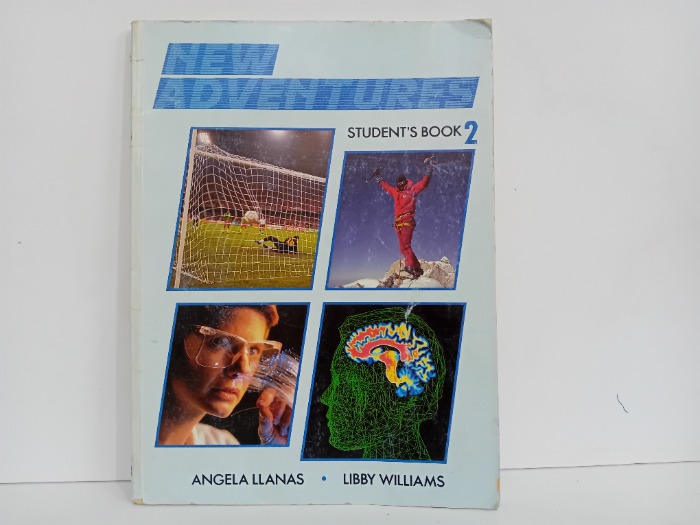 NEW
ADVENTURES
STUDENT'S BOOK 2
ANGELA LLANAS • LIBBY WILLIAMS